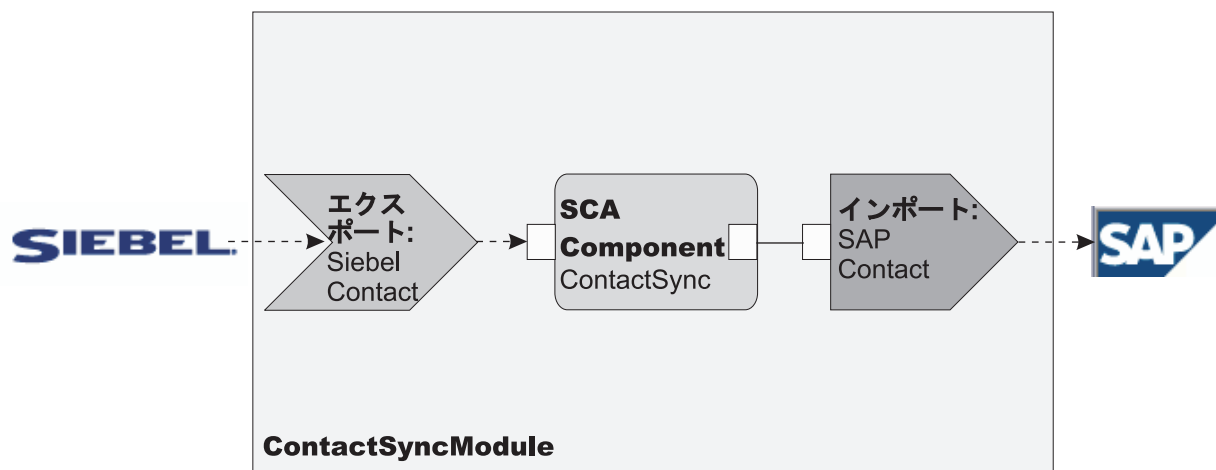 SIEBEL.
エクス
ポート:
Siebel
Contact
SCA
Component
ContactSync
インポート:
SAP
Contact
SAP
ContactSyncModule